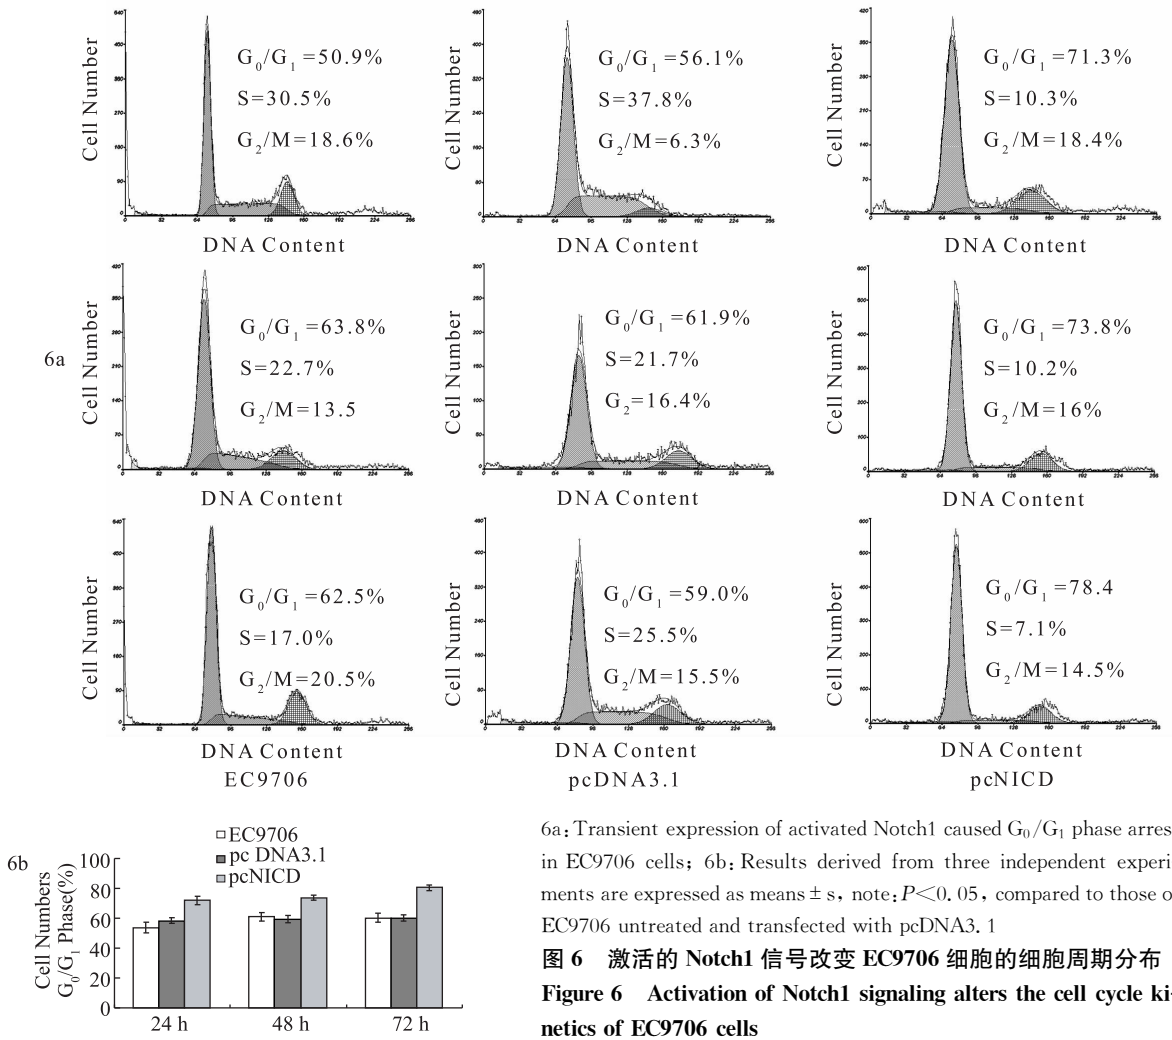 Cell Number
G0/G1=50.9%
S=30.5%
G2/M=18.6%
DNA Content
Cell Number
G0/G1=56.1%
S=37.8%
G2/M=6.3%
DNA Content
Cell Number
G0/G1=71.3%
S=10.3%
G2/M=18.4%
DNA Content
6a
Cell Number
G0/G1=63.8%
S=22.7%
G2/M=13.5
DNA Content
Cell Number
G0/G1=61.9%
S=21.7%
G2=16.4%
DNA Content
Cell Number
G0/G1=73.8%
S=10.2%
G2/M=16%
DNA Content
Cell Number
G0/G1=62.5%
S=17.0%
G2/M=20.5%
DNA Content
EC9706
Cell Number
G0/G1=59.0%
S=25.5%
G2/M=15.5%
DNA Content
pcDNA3.1
Cell Number
G0/G1=78.4
S=7.1%
G2/M=14.5%
DNA Content
pcNICD
6b
EC9706
pc DNA3.1
pcNICD
Cell Numbers
G0/G1 Phase(%)
100
80
60
40
20
0
24 h
48 h
72 h
6a: Transient expression of activated Notch1 caused G0/G1 phase arres
in EC9706 cells; 6b: Results derived from three independent experi
ments are expressed as means ± s, note: P<0.05, compared to those o
EC9706 untreated and transfected with pcDNA3.1
图 6 激活的 Notch1 信号改变 EC9706 细胞的细胞周期分布
Figure 6 Activation of Notch1 signaling alters the cell cycle ki-
netics of EC9706 cells